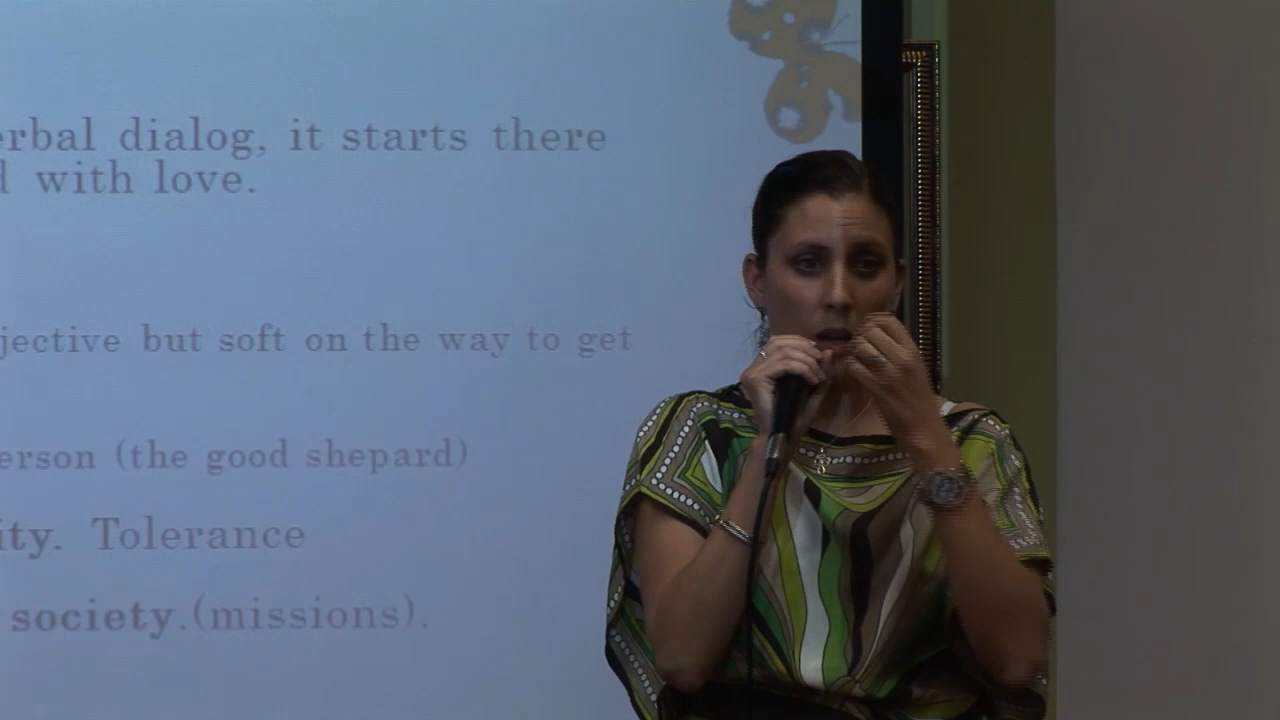 erbal dialog, it starts there
with love.
jective but soft on the way to get
erson (the good shepard)
ity. Tolerance
society.(missions).